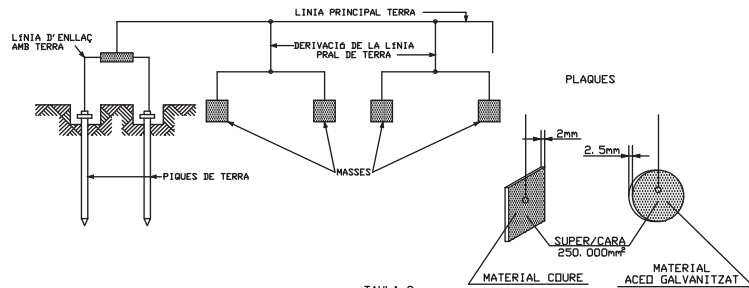 LINIA PRINCIPAL TERRA
LÍNIA D'ENLLAÇ
AMB TERRA
DERIVACIÓ DE LA LÍNIA
PRAL DE TERRA
PLAQUES
2mm
2. 5mm
MASSES
PIQUES DE TERRA
SUPER/CARA
250. 000mm²
MATERIAL COURE
MATERIAL
ACEO GALVANITZAT